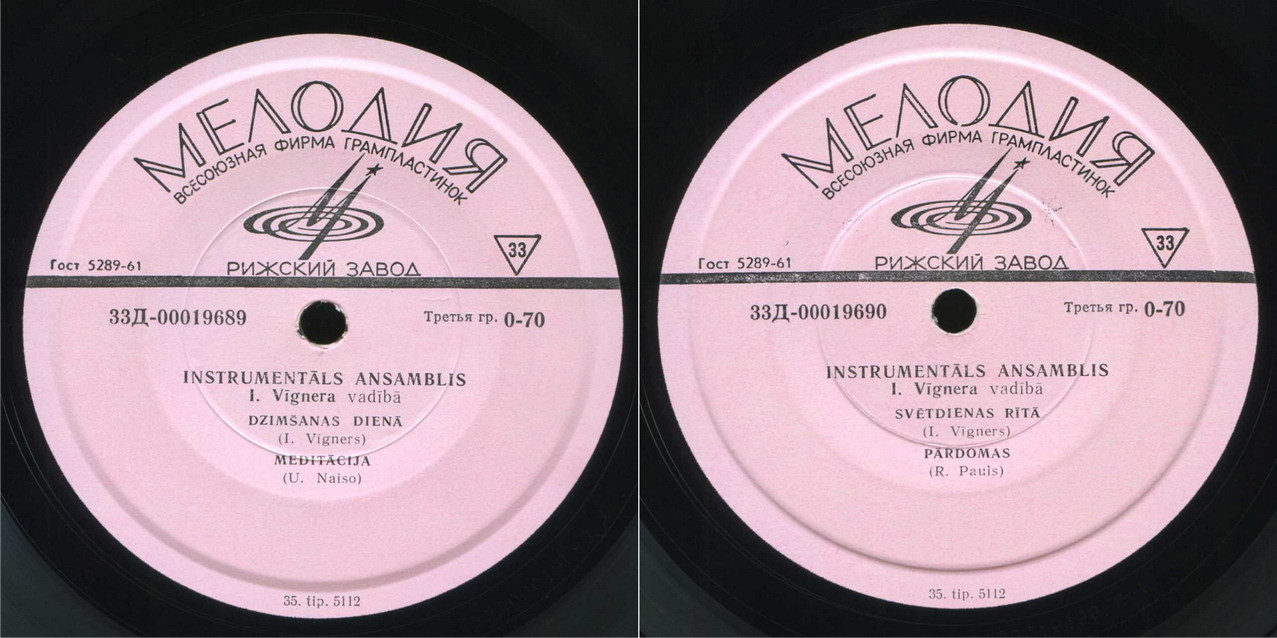 МЕЛОДИЯ
ВСЕСОЮЗНАЯ ФИРМА ГРАМПЛАСТИНОК
33
Гост 5289-61
РИЖСКИЙ ЗАВОД
33Д-00019689
Третья гр. 0-70
INSTRUMENTĀLS ANSAMBLIS
I. Vīgnera vadībā
DZIMŠANAS DIENĀ
(I. Vīgners)
MEDITĀCIJA
(U. Naiso)
35. tip. 5112
МЕЛОДИЯ
ВСЕСОЮЗНАЯ ФИРМА ГРАМПЛАСТИНОК
33
Гост 5289-61
РИЖСКИЙ ЗАВОД
33Д-00019690
Третья гр. 0-70
INSTRUMENTĀLS ANSAMBLIS
I. Vīgnera vadībā
SVĒTDIENAS RĪTĀ
(I. Vīgners)
PĀRDOMAS
(R. Pauls)
35. tip. 5112